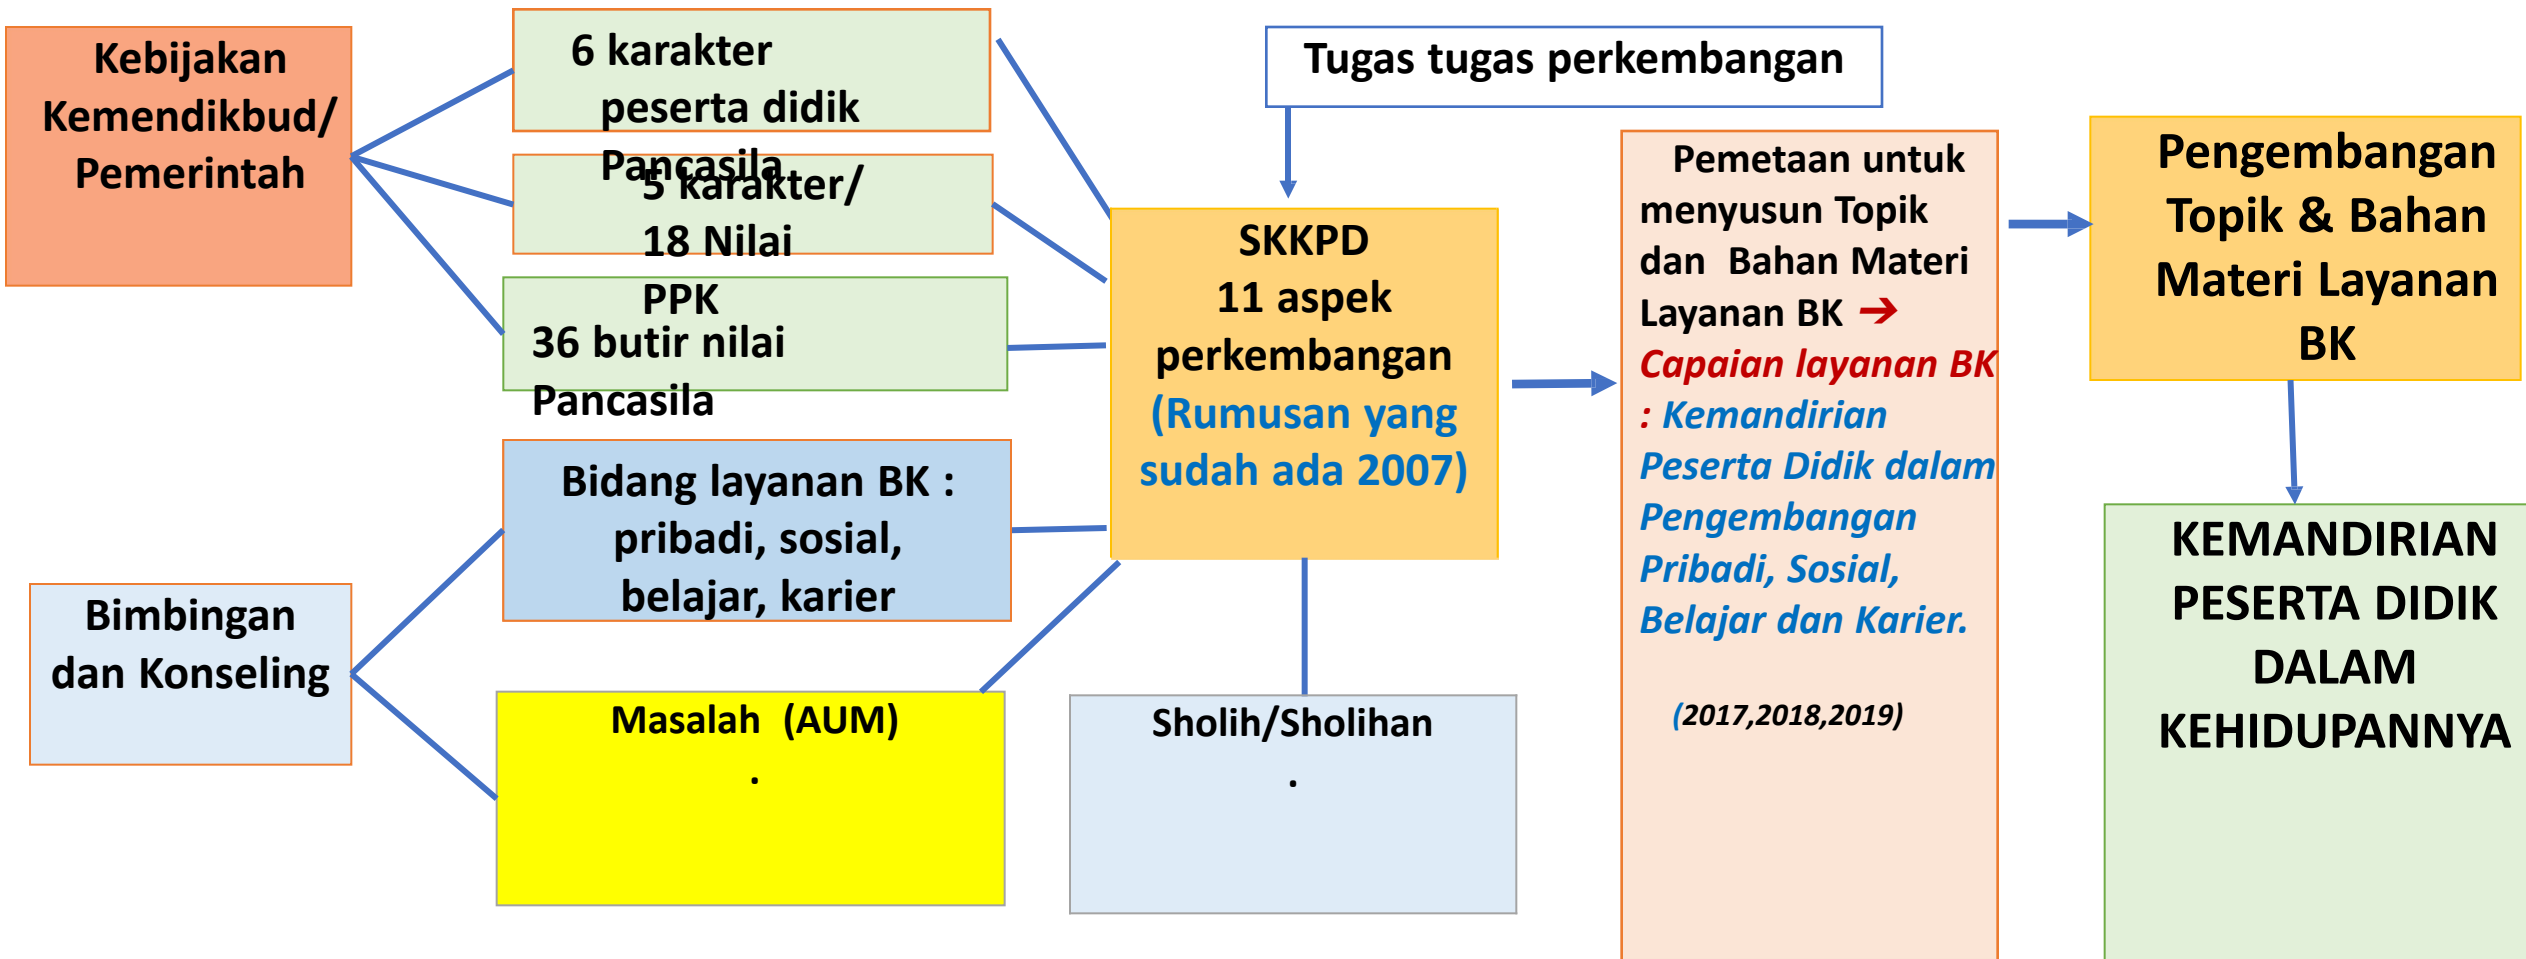 Kebijakan
Kemendikbud/
Pemerintah
6 karakter
peserta didik
Pancasila
5 karakter/
18 Nilai
PPK
36 butir nilai
Pancasila
Bimbingan
dan Konseling
Bidang layanan BK :
pribadi, sosial,
belajar, karier
Masalah (AUM)
.
Tugas tugas perkembangan
SKKPD
11 aspek
perkembangan
(Rumusan yang
sudah ada 2007)
Sholih/Sholihan
.
Pemetaan untuk
menyusun Topik
dan Bahan Materi
Layanan BK ➔
Capaian layanan BK
: Kemandirian
Peserta Didik dalam
Pengembangan
Pribadi, Sosial,
Belajar dan Karier.
(2017,2018,2019)
Pengembangan
Topik & Bahan
Materi Layanan
BK
KEMANDIRIAN
PESERTA DIDIK
DALAM
KEHIDUPANNYA